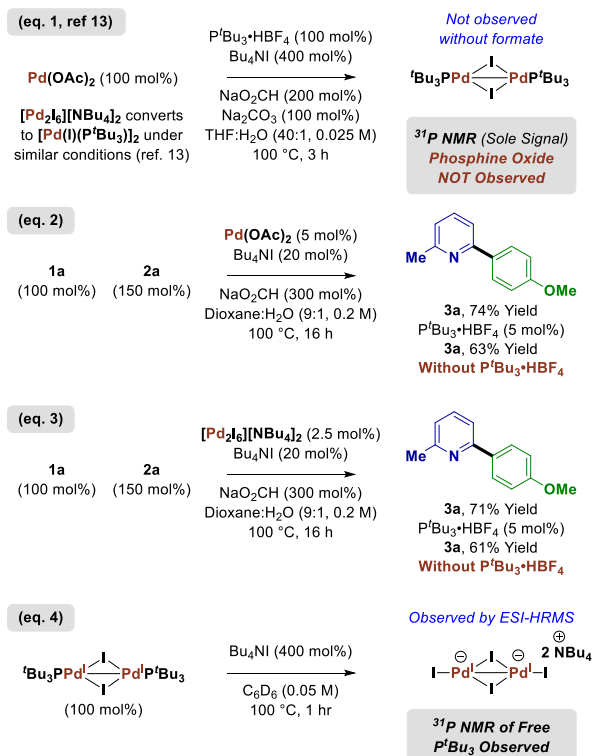 (eq. 1, ref 13)
Pd(OAc)₂ (100 mol%)
[Pd₂I₆][NBu₄]₂ converts
to [Pd(I)(PᵗBu₃)]₂ under
similar conditions (ref. 13)
PᵗBu₃•HBF₄ (100 mol%)
Bu₄NI (400 mol%)
NaO₂CH (200 mol%)
Na₂CO₃ (100 mol%)
THF:H₂O (40:1, 0.025 M)
100 °C, 3 h
Not observed
without formate
I
ᵗBu₃PPd PdPᵗBu₃
I
³¹P NMR (Sole Signal)
Phosphine Oxide
NOT Observed
(eq. 2)
1a 2a
(100 mol%) (150 mol%)
Pd(OAc)₂ (5 mol%)
Bu₄NI (20 mol%)
NaO₂CH (300 mol%)
Dioxane:H₂O (9:1, 0.2 M)
100 °C, 16 h
Me N
OMe
3a, 74% Yield
PᵗBu₃•HBF₄ (5 mol%)
3a, 63% Yield
Without PᵗBu₃•HBF₄
(eq. 3)
1a 2a
(100 mol%) (150 mol%)
[Pd₂I₆][NBu₄]₂ (2.5 mol%)
Bu₄NI (20 mol%)
NaO₂CH (300 mol%)
Dioxane:H₂O (9:1, 0.2 M)
100 °C, 16 h
Me N
OMe
3a, 71% Yield
PᵗBu₃•HBF₄ (5 mol%)
3a, 61% Yield
Without PᵗBu₃•HBF₄
(eq. 4)
I
ᵗBu₃PPdᴵ PdᴵPᵗBu₃
I
(100 mol%)
Bu₄NI (400 mol%)
C₆D₆ (0.05 M)
100 °C, 1 hr
Observed by ESI-HRMS
⊖ ⊖ ⊕
2 NBu₄
I
I Pdᴵ Pdᴵ I
I
³¹P NMR of Free
PᵗBu₃ Observed